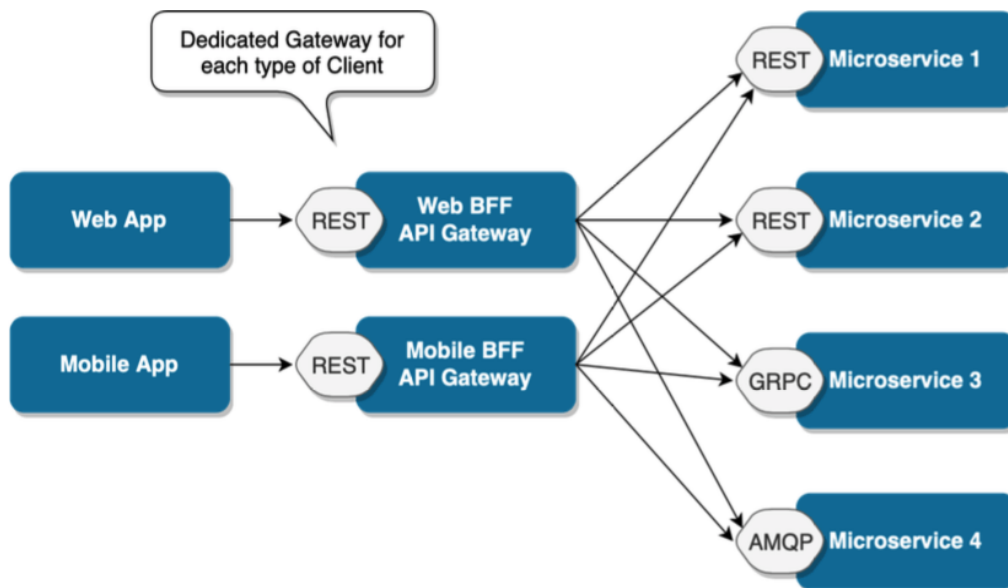 Dedicated Gateway for
each type of Client
REST
Microservice 1
Web App
REST
Web BFF
API Gateway
REST
Microservice 2
Mobile App
REST
Mobile BFF
API Gateway
GRPC
Microservice 3
AMQP
Microservice 4